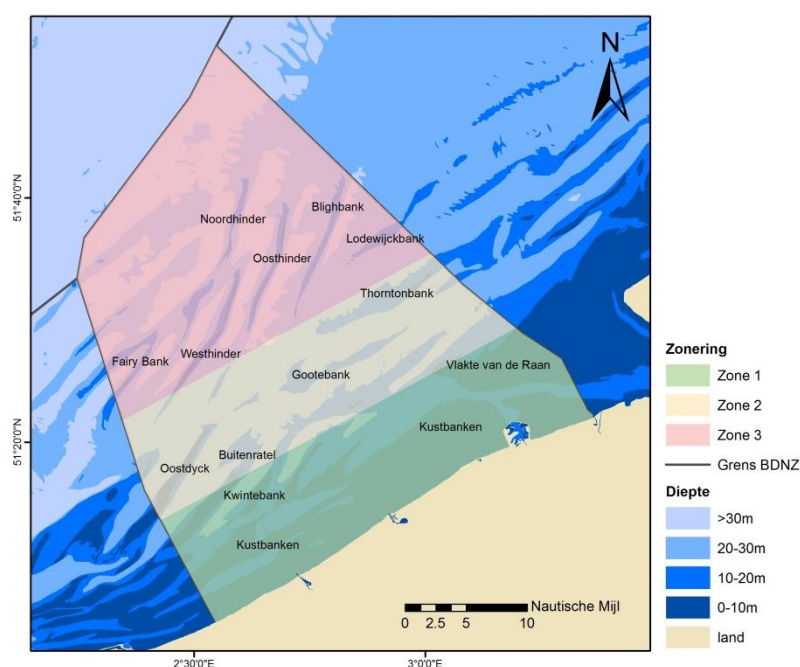 N
51°40'0"N
51°20'0"N
Blighbank
Noordhinder
Lodewijckbank
Oosthinder
Thorntonbank
Westhinder
Fairy Bank
Vlakte van de Raan
Gootebank
Kustbanken
Buitenratel
Oostdyck
Kwintebank
Kustbanken
Nautische Mijl
0 2.5 5 10
2°30'0"E
3°0'0"E
Zonering
Zone 1
Zone 2
Zone 3
Grens BDNZ
Diepte
>30m
20-30m
10-20m
0-10m
land